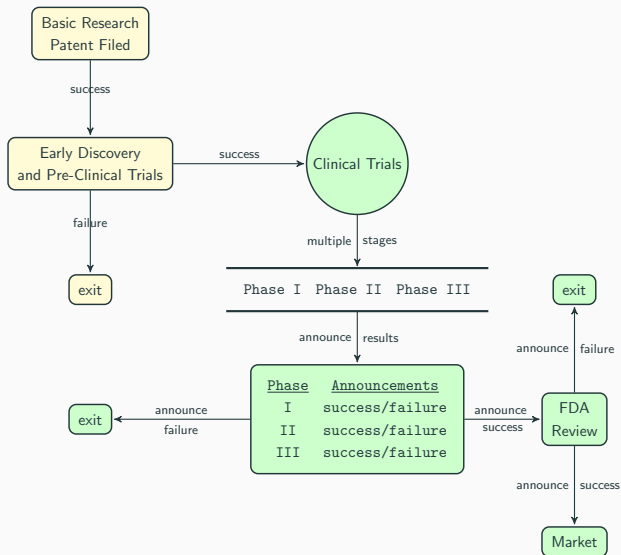 Basic Research
Patent Filed
success
Early Discovery
and Pre-Clinical Trials
success
Clinical Trials
failure
multiple stages
exit
Phase I Phase II Phase III
exit
announce results
announce failure
Phase Announcements
I success/failure
II success/failure
III success/failure
exit
announce
failure
announce
success
FDA
Review
announce success
Market